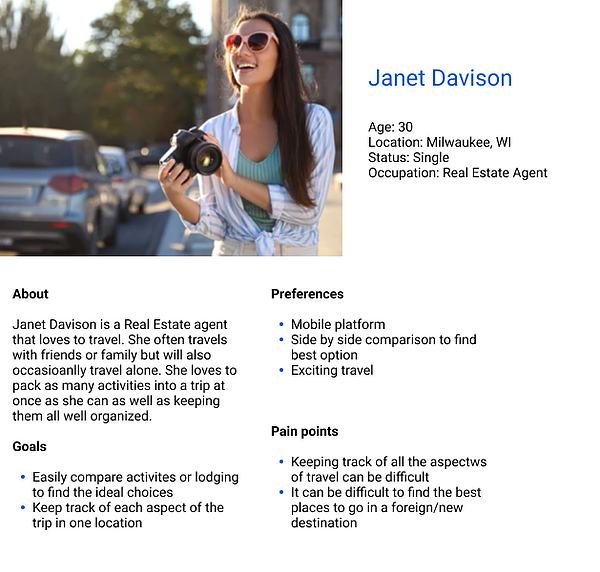 Janet Davison
Age: 30
Location: Milwaukee, WI
Status: Single
Occupation: Real Estate Agent
About
Janet Davison is a Real Estate agent
that loves to travel. She often travels
with friends or family but will also
occasioanlly travel alone. She loves to
pack as many activities into a trip at
once as she can as well as keeping
them all well organized.
Goals
• Easily compare activites or lodging
to find the ideal choices
• Keep track of each aspect of the
trip in one location
Preferences
• Mobile platform
• Side by side comparison to find
best option
• Exciting travel
Pain points
• Keeping track of all the aspectws
of travel can be difficult
• It can be difficult to find the best
places to go in a foreign/new
destination